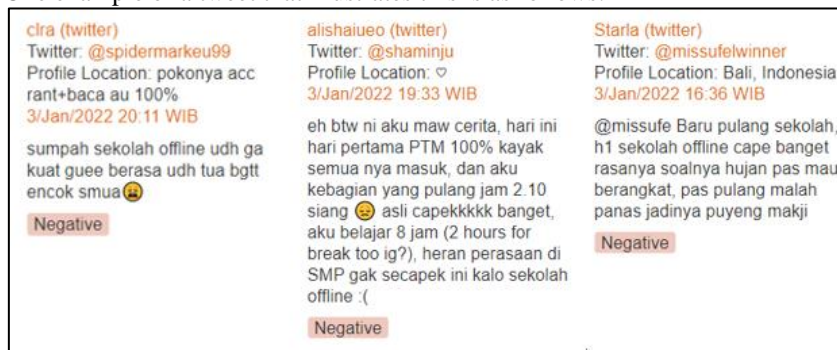 clra (twitter)
Twitter: @spidermarkeu99
Profile Location: pokonya acc
rant+baca au 100%
3/Jan/2022 20:11 WIB
sumpah sekolah offline udh ga
kuat guee berasa udh tua bgtt
encok smua😩
Negative
alishaiueo (twitter)
Twitter: @shaminju
Profile Location: ♡
3/Jan/2022 19:33 WIB
eh btw ni aku maw cerita, hari ini
hari pertama PTM 100% kayak
semua nya masuk, dan aku
kebagian yang pulang jam 2.10
siang 😞 asli capekkkkk banget,
aku belajar 8 jam (2 hours for
break too ig?), heran perasaan di
SMP gak secapek ini kalo sekolah
offline :(
Negative
Starla (twitter)
Twitter: @missufelwinner
Profile Location: Bali, Indonesia
3/Jan/2022 16:36 WIB
@missufe Baru pulang sekolah,
h1 sekolah offline cape banget
rasanya soalnya hujan pas mau
berangkat, pas pulang malah
panas jadinya puyeng makji
Negative